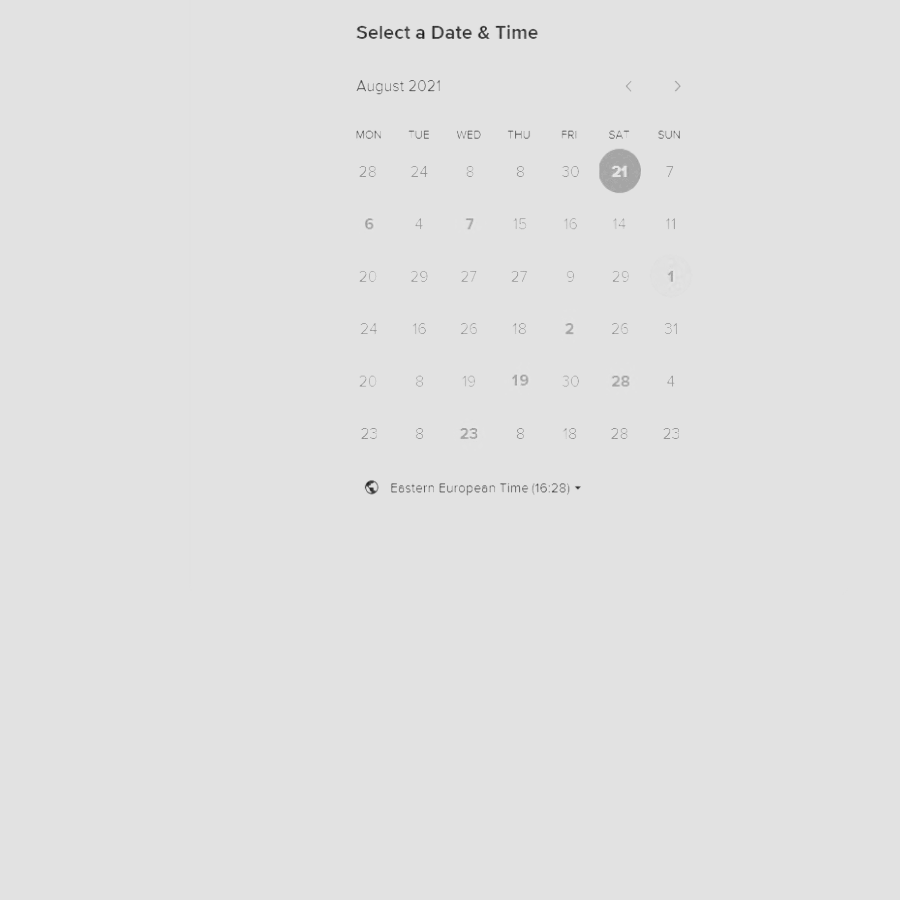 Select a Date & Time
August 2021
MON TUE WED THU FRI SAT SUN
28 24 8 8 30 21 7
6 4 7 15 16 14 11
20 29 27 27 9 29 1
24 16 26 18 2 26 31
20 8 19 19 30 28 4
23 8 23 8 18 28 23
Eastern European Time (16:28)